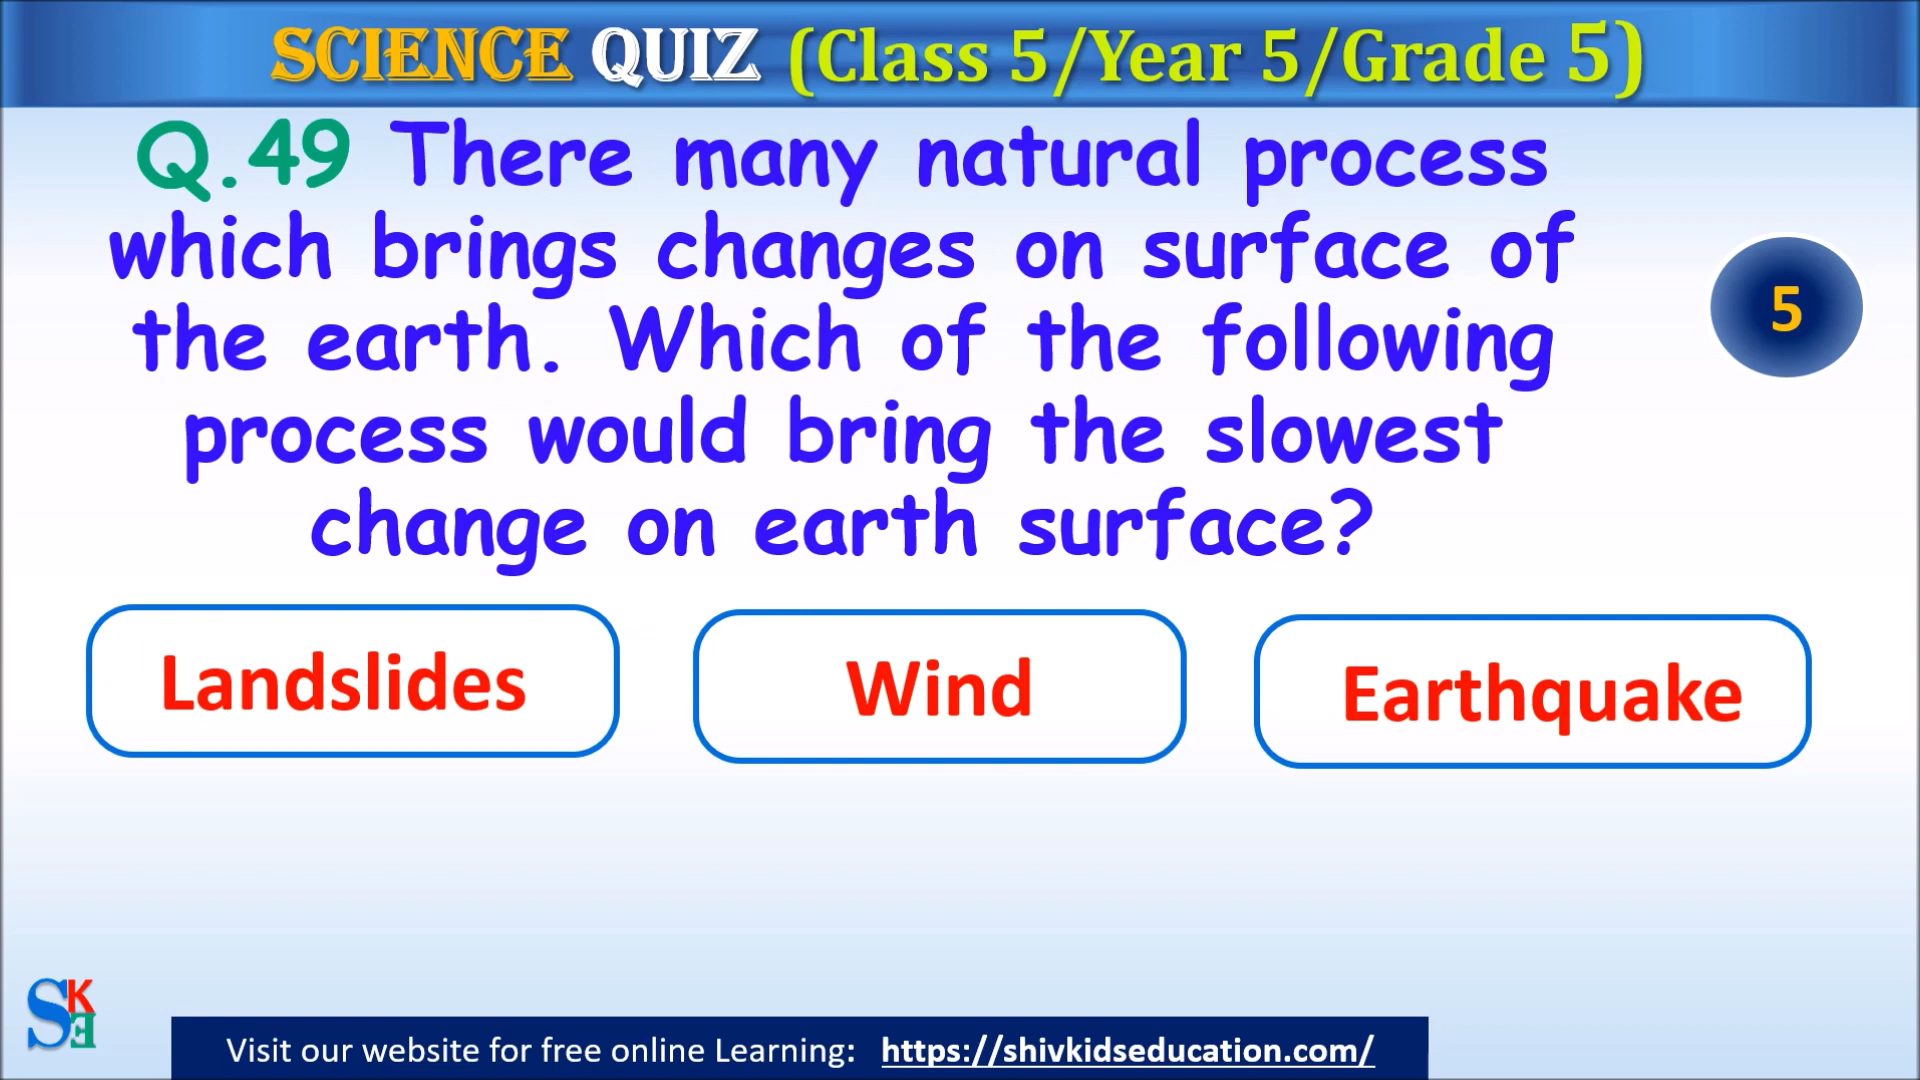 SCIENCE QUIZ (Class 5/Year 5/Grade 5)
Q.49 There many natural process
which brings changes on surface of
the earth. Which of the following
process would bring the slowest
change on earth surface?
5
Landslides
Wind
Earthquake
SKE
Visit our website for free online Learning: https://shivkidseducation.com/